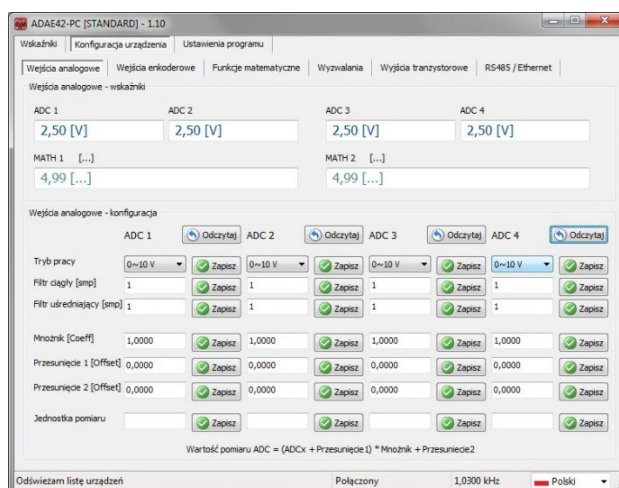 ADAE42-PC [STANDARD] - 1.10
Wskaźniki Konfiguracja urządzenia Ustawienia programu
Wejścia analogowe Wejścia enkoderowe Funkcje matematyczne Wyzwalania Wyjścia tranzystorowe RS485 / Ethernet
Wejścia analogowe - wskaźniki
ADC 1 ADC 2 ADC 3 ADC 4
2,50 [V] 2,50 [V] 2,50 [V] 2,50 [V]
MATH 1 [...] MATH 2 [...]
4,99 [...] 4,99 [...]
Wejścia analogowe - konfiguracja
ADC 1 Odczytaj ADC 2 Odczytaj ADC 3 Odczytaj ADC 4 Odczytaj
Tryb pracy 0~10 V Zapisz 0~10 V Zapisz 0~10 V Zapisz 0~10 V Zapisz
Filtr ciągły [smp] 1 Zapisz 1 Zapisz 1 Zapisz 1 Zapisz
Filtr uśredniający [smp] 1 Zapisz 1 Zapisz 1 Zapisz 1 Zapisz
Mnożnik [Coeff] 1,0000 Zapisz 1,0000 Zapisz 1,0000 Zapisz 1,0000 Zapisz
Przesunięcie 1 [Offset] 0,0000 Zapisz 0,0000 Zapisz 0,0000 Zapisz 0,0000 Zapisz
Przesunięcie 2 [Offset] 0,0000 Zapisz 0,0000 Zapisz 0,0000 Zapisz 0,0000 Zapisz
Jednostka pomiaru Zapisz Zapisz Zapisz Zapisz
Wartość pomiaru ADC = (ADCx + Przesunięcie1) * Mnożnik + Przesuniecie2
Odświeżam listę urządzeń Połączony 1,0300 kHz Polski